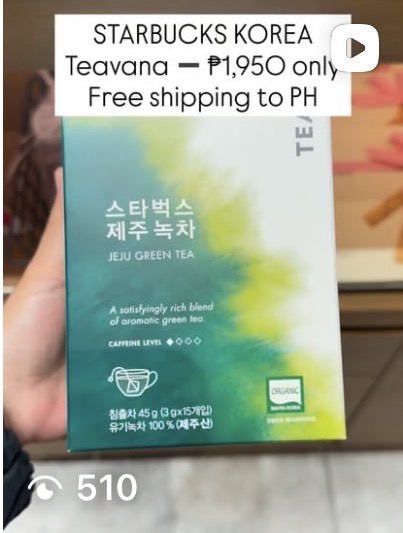 STARBUCKS KOREA
Teavana — ₱1,950 only
Free shipping to PH
TEA
스타벅스
제주 녹차
JEJU GREEN TEA
A satisfyingly rich blend
of aromatic green tea.
CAFFEINE LEVEL
침출차 45 g (3 g×15개입)
유기녹차 100 % (제주산)
ORGANIC
510